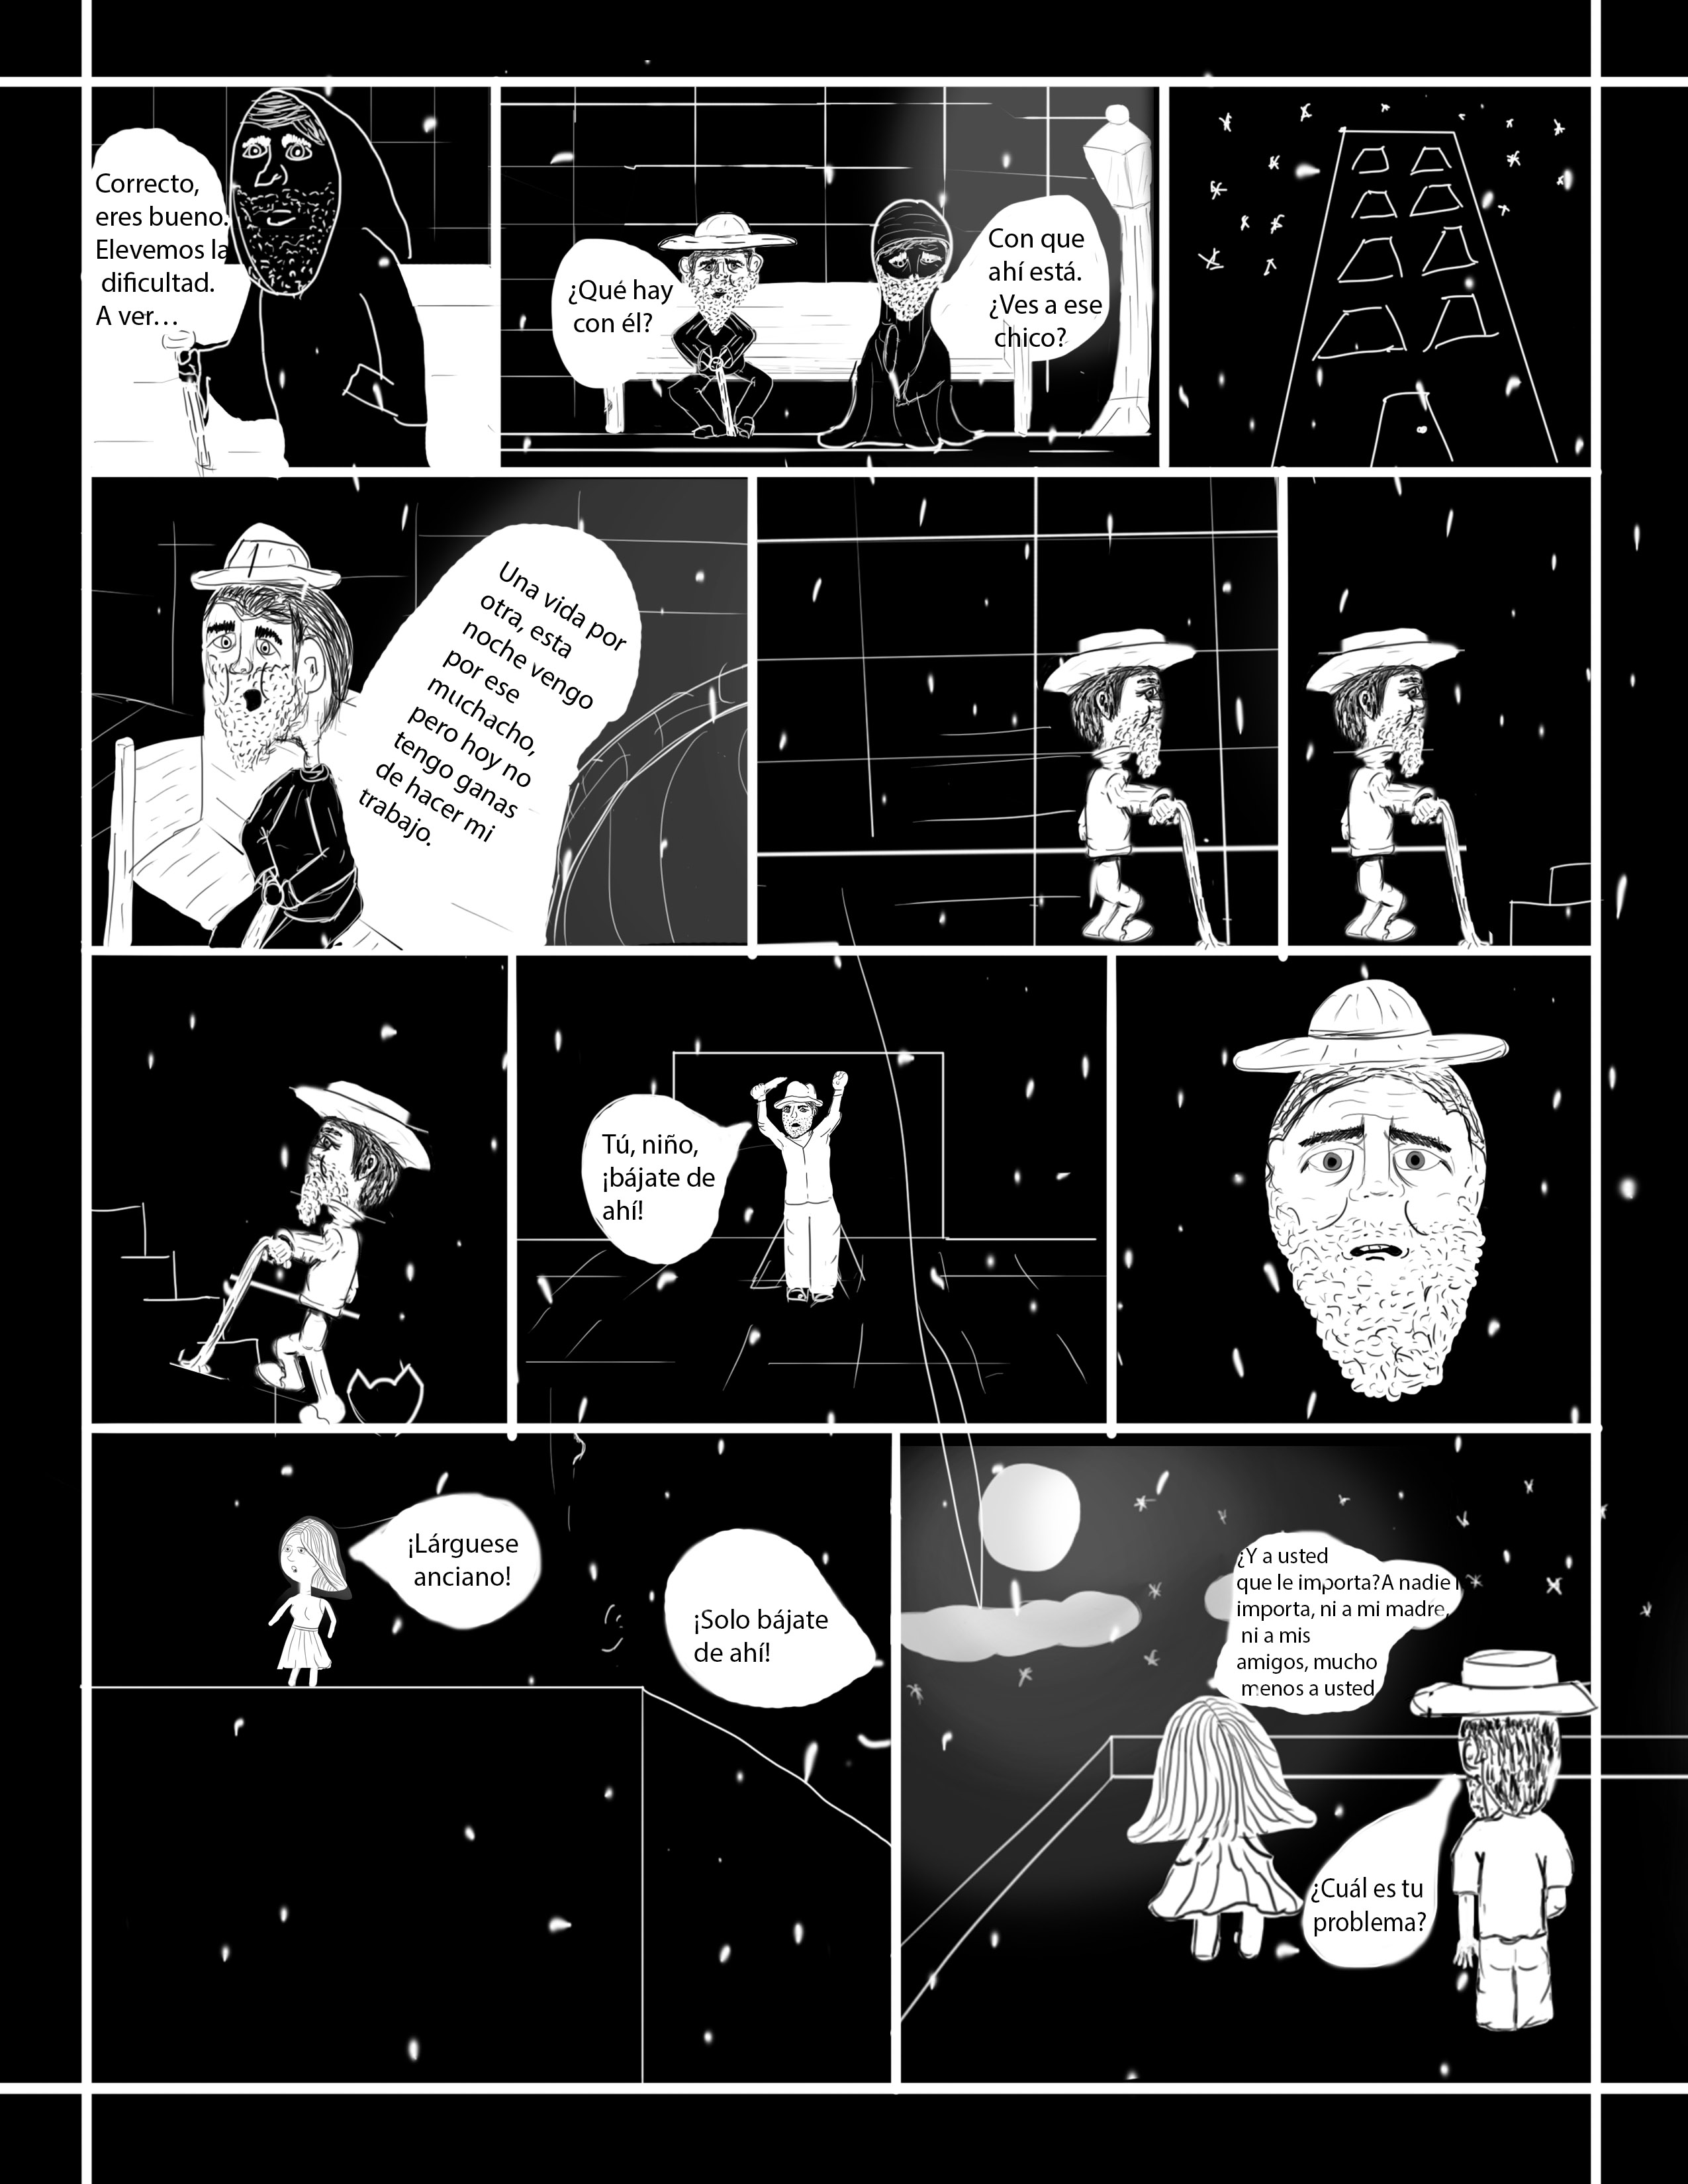 Correcto,
eres bueno.
Elevemos la
dificultad.
A ver…
Con que
ahí está.
¿Ves a ese
chico?
¿Qué hay
con él?
Una vida por
otra, esta
noche vengo
por ese
muchacho,
pero hoy no
tengo ganas
de hacer mi
trabajo.
Tú, niño,
¡bájate de
ahí!
¡Lárguese
anciano!
¡Solo bájate
de ahí!
¿Y a usted
que le importa?A nadie
importa, ni a mi madre,
ni a mis
amigos, mucho
menos a usted
¿Cuál es tu
problema?